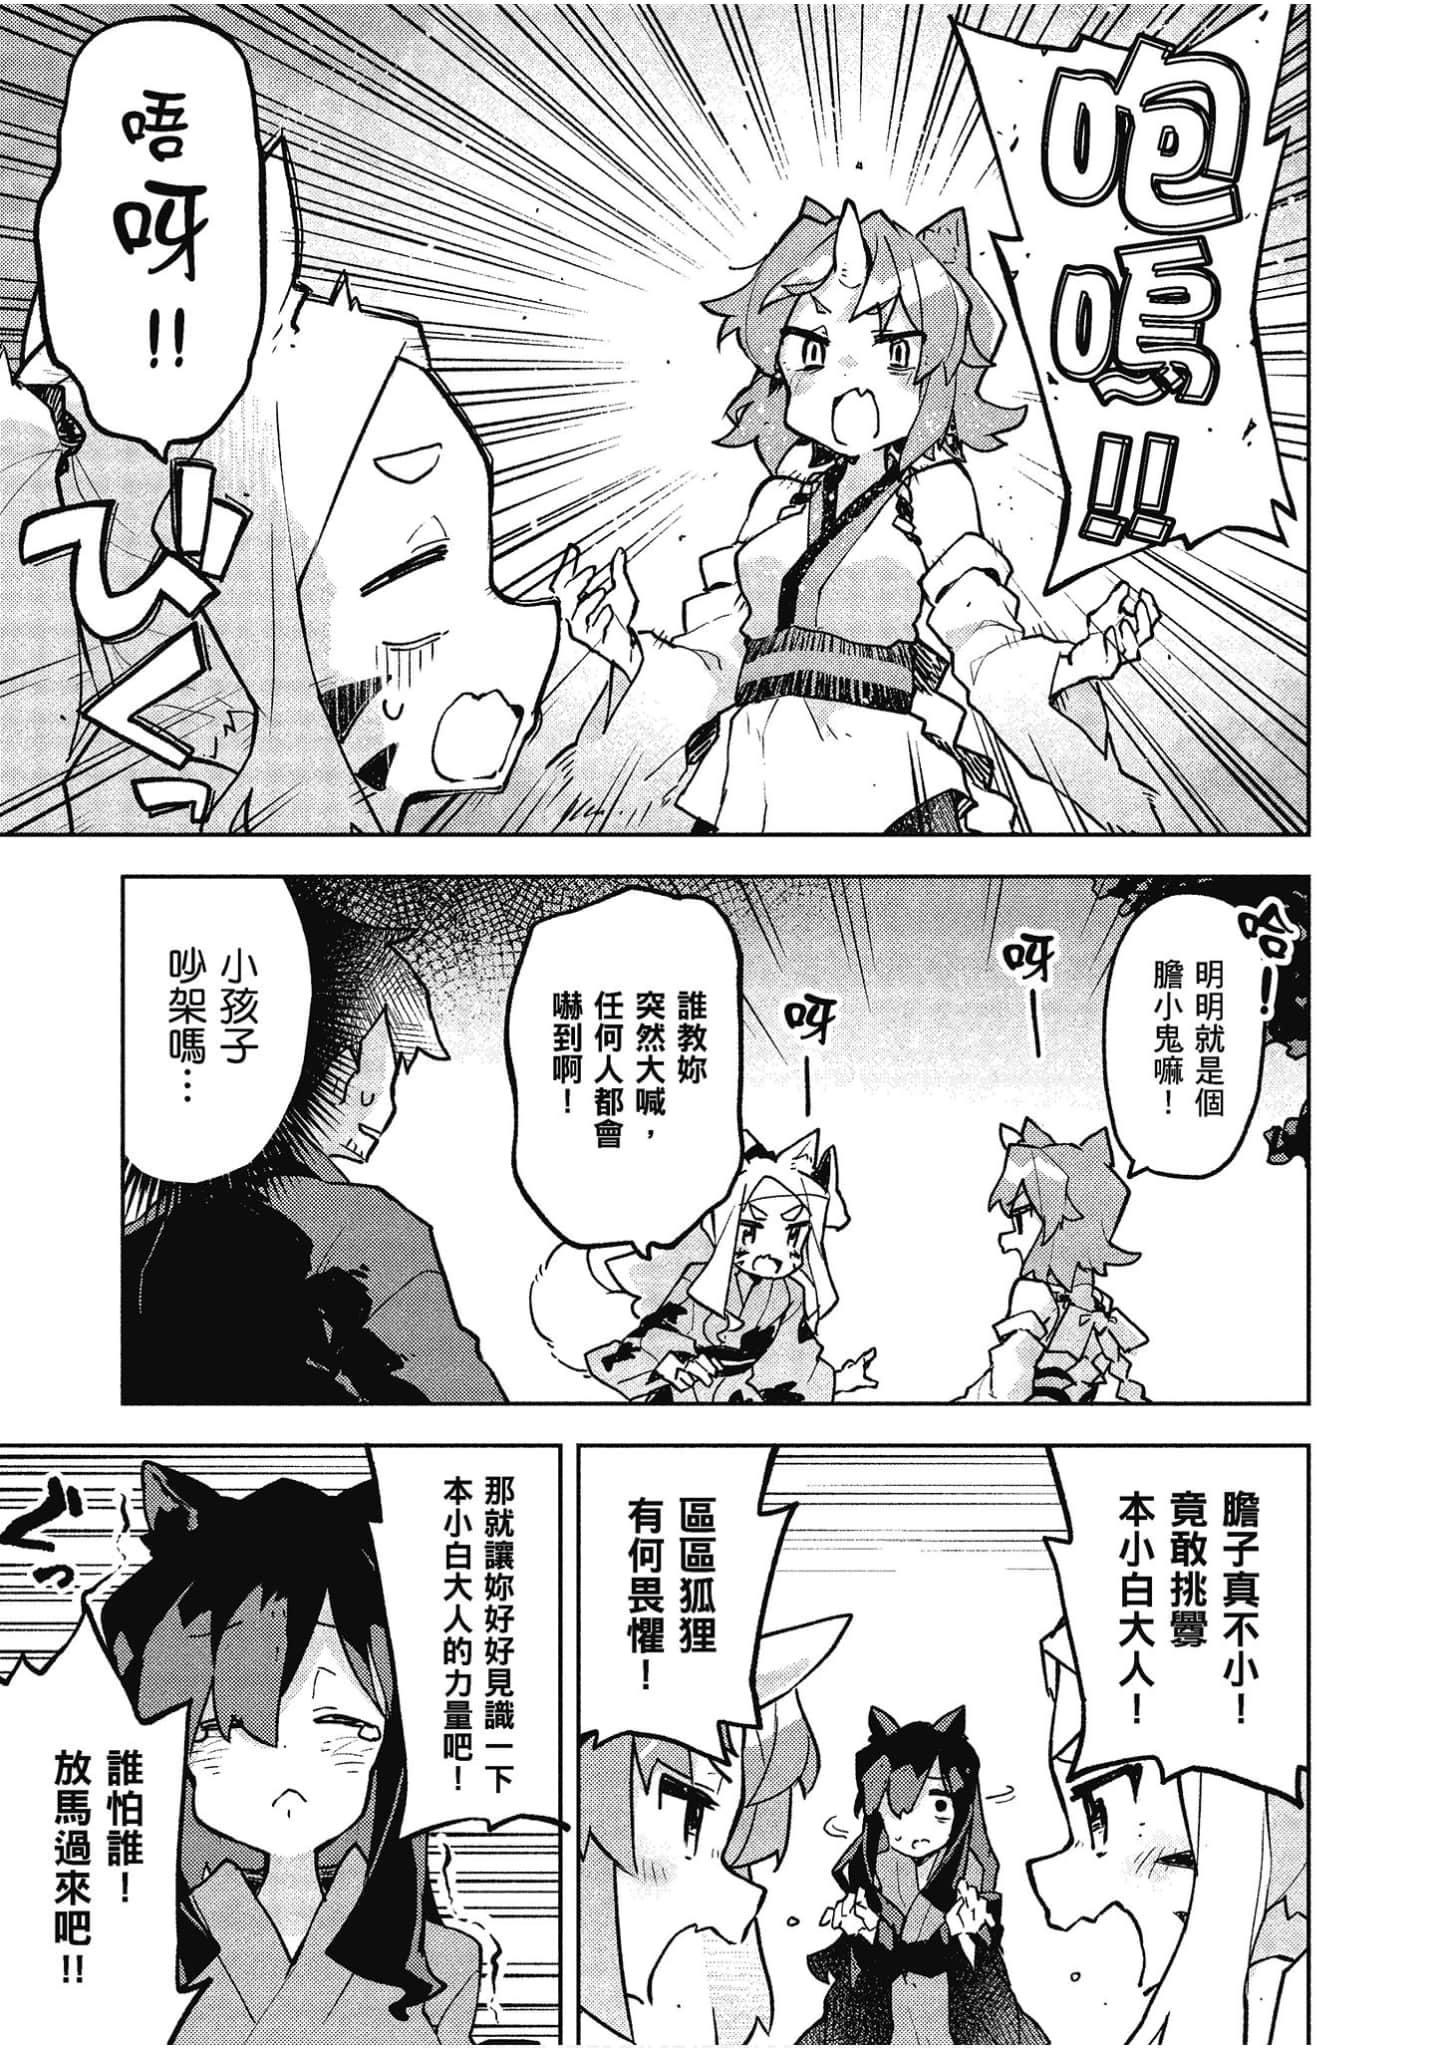 咆嗚!!
唔呀!!
びくっ
哈!
明明就是個
膽小鬼嘛!
呀—
呀—
誰教妳
突然大喊,
任何人都會
嚇到啊!
小孩子
吵架嗎…
膽子真不小!
竟敢挑釁
本小白大人!
區區狐狸
有何畏懼!
那就讓妳好好見識一下
本小白大人的力量吧!
ぐっ
誰怕誰!
放馬過來吧!!